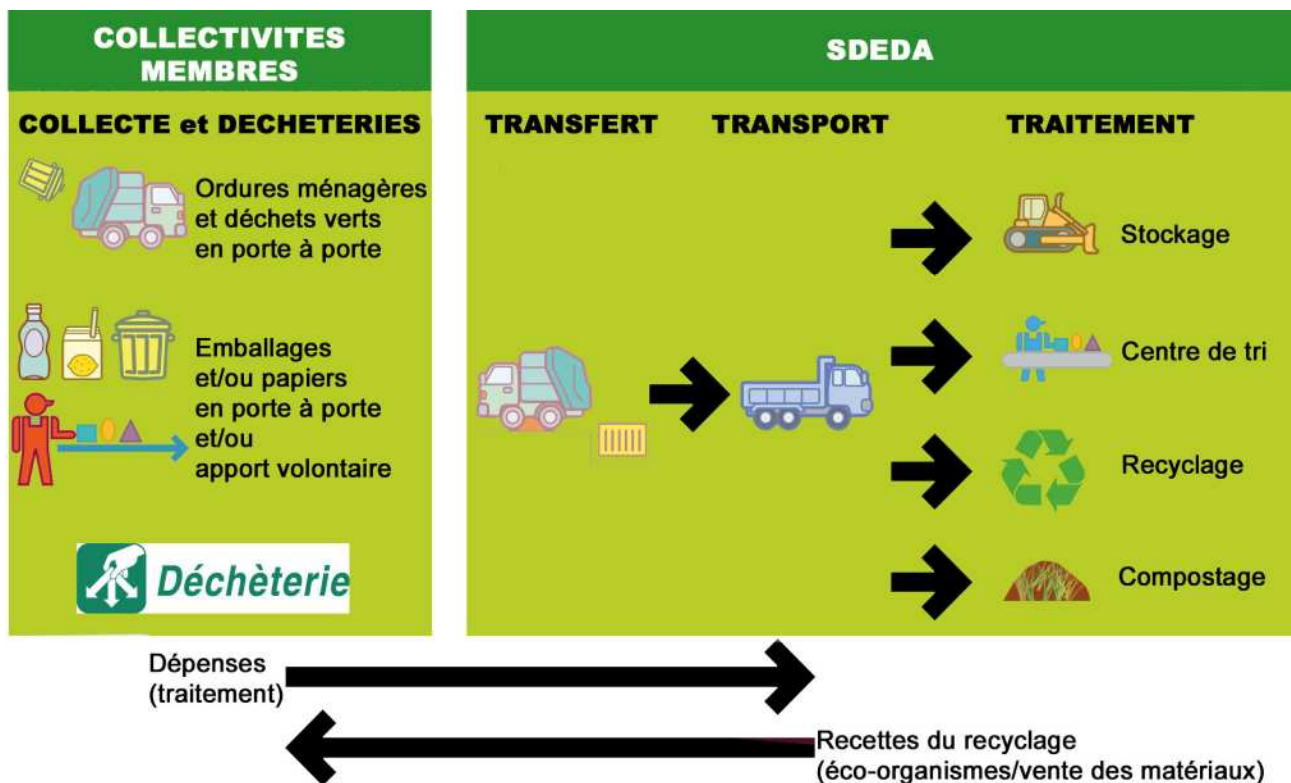 COLLECTIVITES
MEMBRES
COLLECTE et DECHETERIES
Ordures ménagères
et déchets verts
en porte à porte
Emballages
et/ou papiers
en porte à porte
et/ou
apport volontaire
Déchèterie
SDEDA
TRANSFERT
TRANSPORT
TRAITEMENT
Stockage
Centre de tri
Recyclage
Compostage
Dépenses
(traitement)
Recettes du recyclage
(éco-organismes/vente des matériaux)